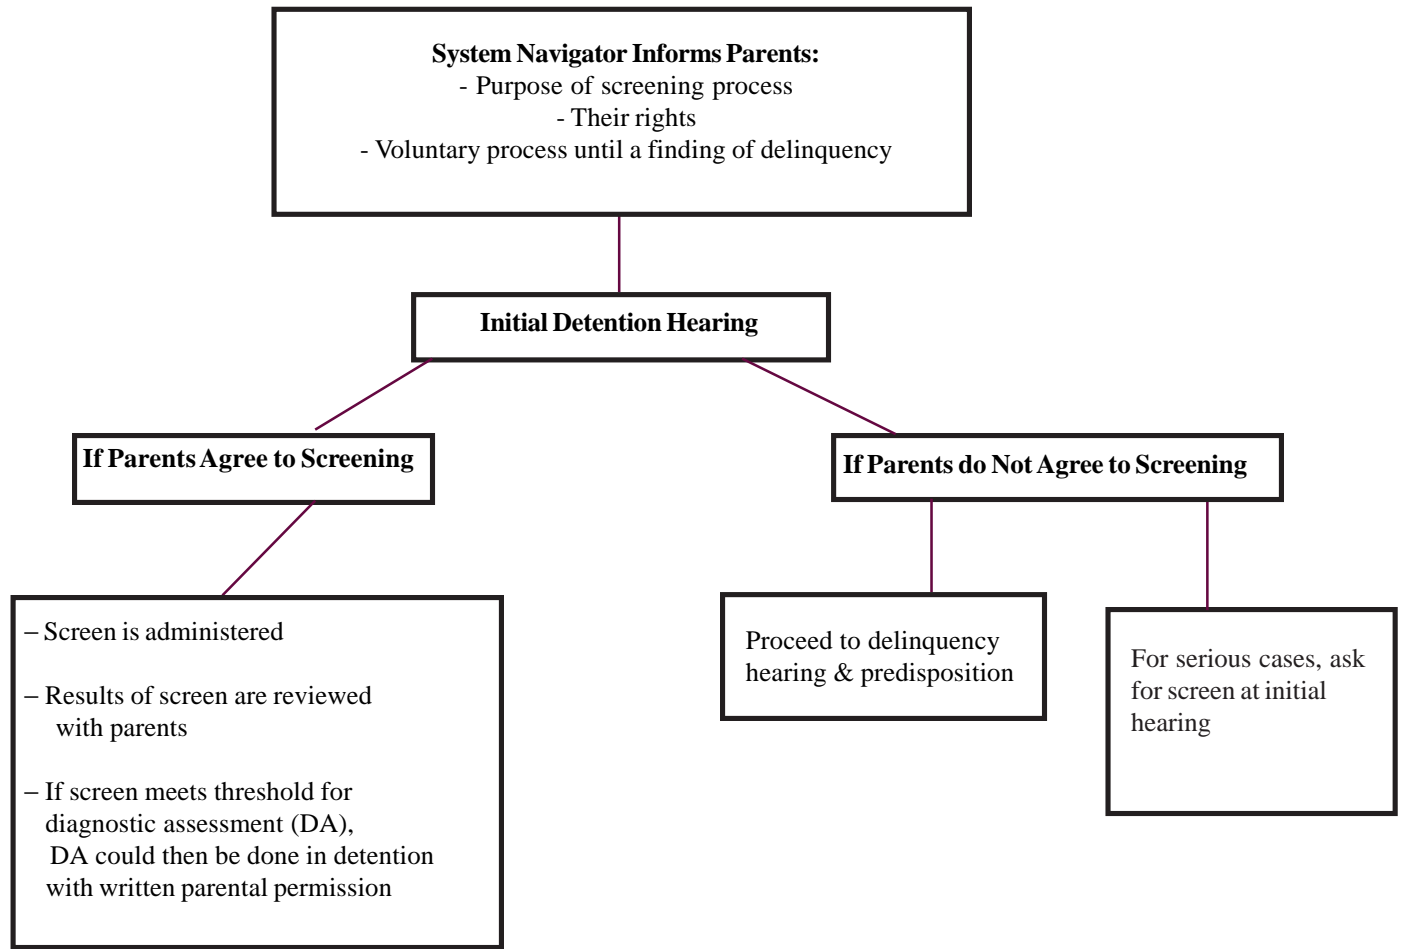 System Navigator Informs Parents:
- Purpose of screening process
- Their rights
- Voluntary process until a finding of delinquency
Initial Detention Hearing
If Parents Agree to Screening
If Parents do Not Agree to Screening
– Screen is administered
– Results of screen are reviewed
with parents
– If screen meets threshold for
diagnostic assessment (DA),
DA could then be done in detention
with written parental permission
Proceed to delinquency
hearing & predisposition
For serious cases, ask
for screen at initial
hearing